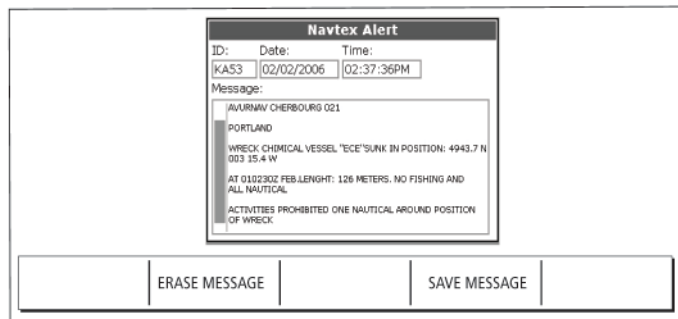 Navtex Alert
ID: Date: Time:
KA53 02/02/2006 02:37:36PM
Message:
AVURNAV CHERBOURG 021
PORTLAND
WRECK CHIMICAL VESSEL "ECE"SUNK IN POSITION: 4943.7 N
003 15.4 W
AT 010230Z FEB.LENGHT: 126 METERS. NO FISHING AND
ALL NAUTICAL
ACTIVITIES PROHIBITED ONE NAUTICAL AROUND POSITION
OF WRECK
ERASE MESSAGE SAVE MESSAGE